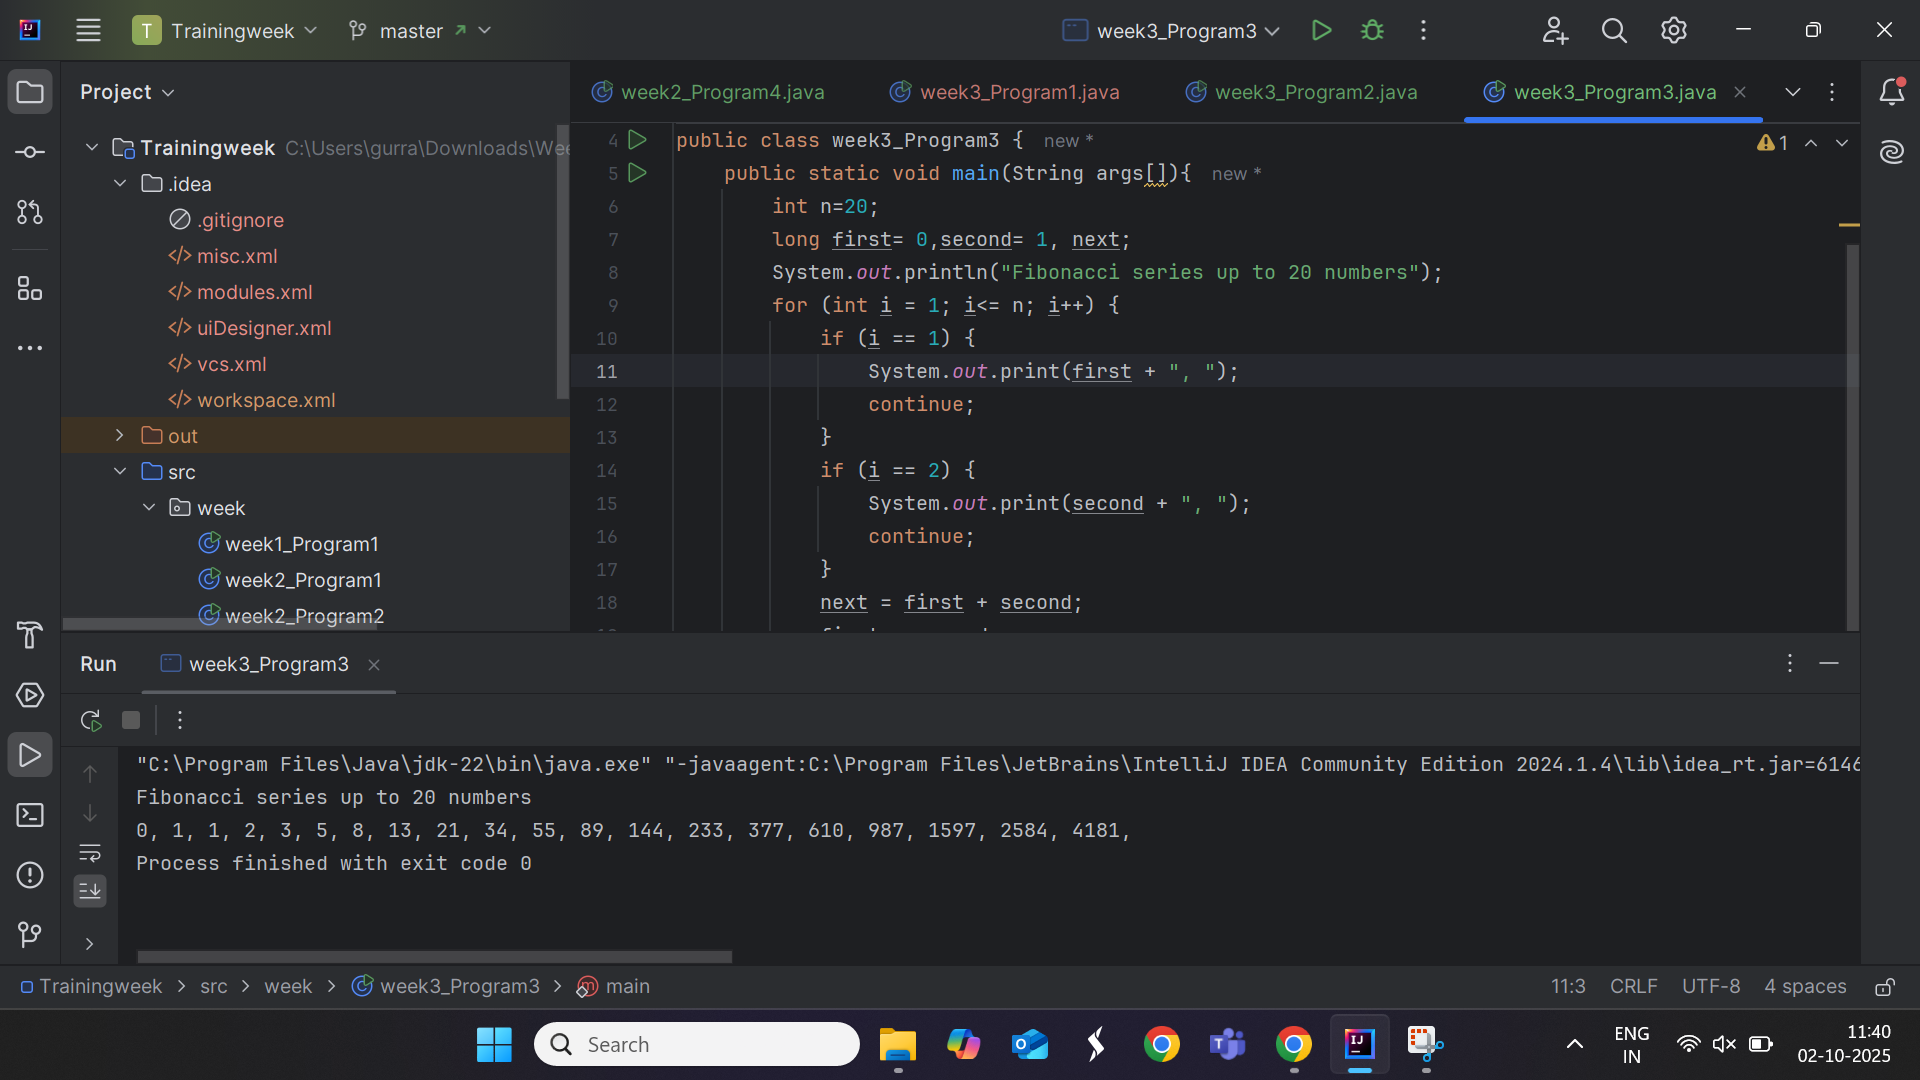 T Trainingweek master week3_Program3
Project week2_Program4.java week3_Program1.java week3_Program2.java week3_Program3.java
Trainingweek C:\Users\gurra\Downloads\Wee
.idea
.gitignore
misc.xml
modules.xml
uiDesigner.xml
vcs.xml
workspace.xml
out
src
week
week1_Program1
week2_Program1
week2_Program2
4 public class week3_Program3 { new *
5 public static void main(String args[]){ new *
6 int n=20;
7 long first= 0,second= 1, next;
8 System.out.println("Fibonacci series up to 20 numbers");
9 for (int i = 1; i<= n; i++) {
10 if (i == 1) {
11 System.out.print(first + ", ");
12 continue;
13 }
14 if (i == 2) {
15 System.out.print(second + ", ");
16 continue;
17 }
18 next = first + second;
1
Run week3_Program3
"C:\Program Files\Java\jdk-22\bin\java.exe" "-javaagent:C:\Program Files\JetBrains\IntelliJ IDEA Community Edition 2024.1.4\lib\idea_rt.jar=6146
Fibonacci series up to 20 numbers
0, 1, 1, 2, 3, 5, 8, 13, 21, 34, 55, 89, 144, 233, 377, 610, 987, 1597, 2584, 4181,
Process finished with exit code 0
Trainingweek > src > week > week3_Program3 > main 11:3 CRLF UTF-8 4 spaces
Search
ENG
IN
11:40
02-10-2025